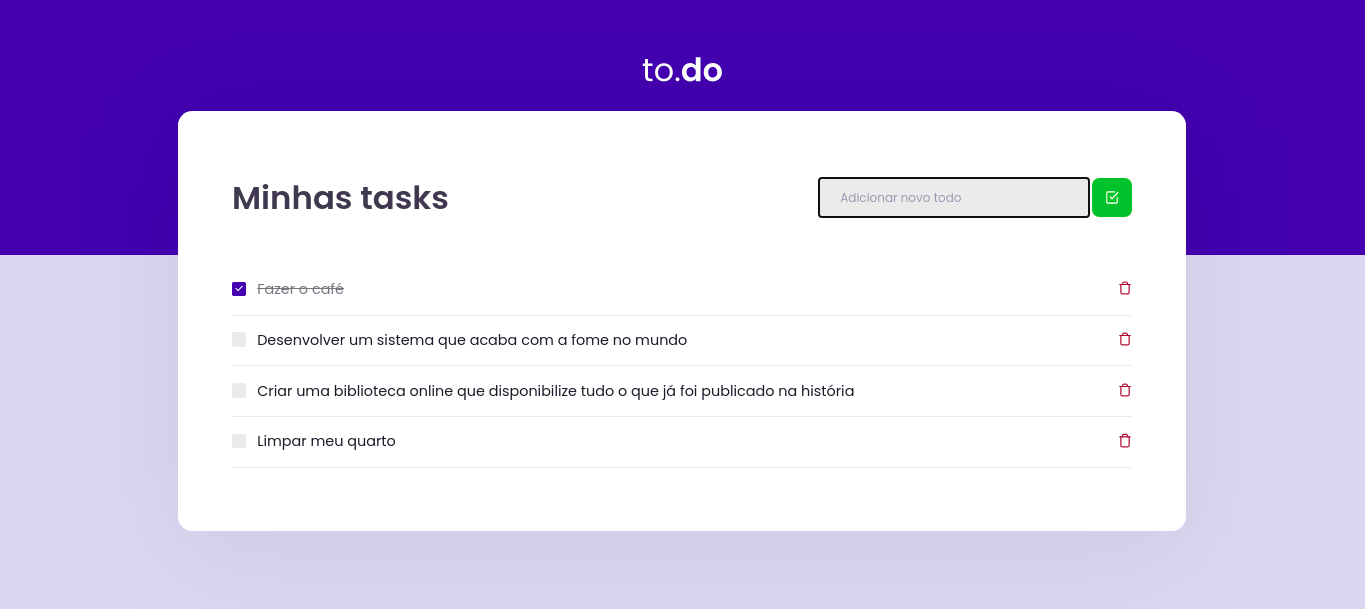 to.do
Minhas tasks
Adicionar novo todo
Fazer o café
Desenvolver um sistema que acaba com a fome no mundo
Criar uma biblioteca online que disponibilize tudo o que já foi publicado na história
Limpar meu quarto